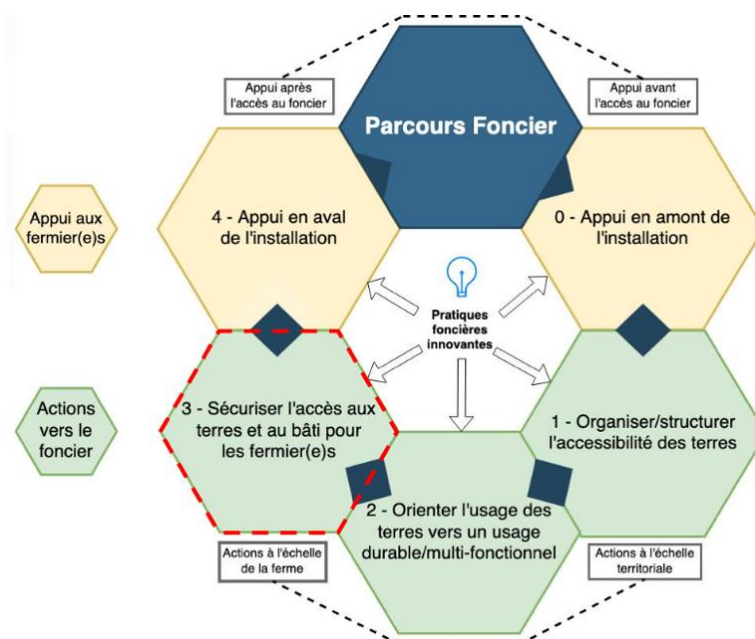 Appui après
l'accès au foncier
Appui avant
l'accès au foncier
Parcours Foncier
Appui aux
fermier(e)s
4 - Appui en aval
de l'installation
0 - Appui en amont de
l'installation
Pratiques
foncières
innovantes
Actions
vers le
foncier
3 - Sécuriser l'accès aux
terres et au bâti pour
les fermier(e)s
1 - Organiser/structurer
l'accessibilité des terres
2 - Orienter l'usage des
terres vers un usage
durable/multi-fonctionnel
Actions à l'échelle
de la ferme
Actions à l'échelle
territoriale